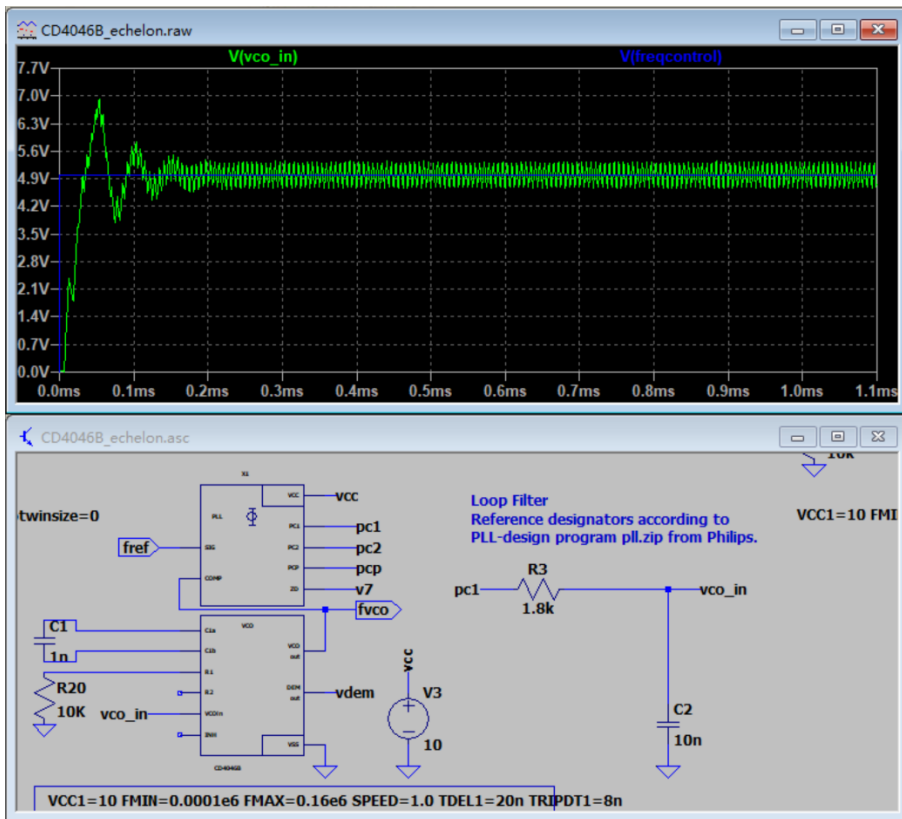 CD4046B_echelon.raw
V(vco_in) V(freqcontrol)
7.7V
7.0V
6.3V
5.6V
4.9V
4.2V
3.5V
2.8V
2.1V
1.4V
0.7V
0.0V
0.0ms 0.1ms 0.2ms 0.3ms 0.4ms 0.5ms 0.6ms 0.7ms 0.8ms 0.9ms 1.0ms 1.1ms
CD4046B_echelon.asc
10k
X1
VCC vcc
PLL
PC1 pc1
fref SIG
PC2 pc2
PCP pcp
COMP
ZD v7
fvco
twinsize=0
Loop Filter
Reference designators according to
PLL-design program pll.zip from Philips.
VCC1=10 FMI
R3
pc1 vco_in
1.8k
C1
C1a VCO
1n C1b
VCO
out
R1
R20
10K
R2
DEM
out vdem
vco_in VCOin
INH
VSS
CD4046B
vcc
V3
10
C2
10n
VCC1=10 FMIN=0.0001e6 FMAX=0.16e6 SPEED=1.0 TDEL1=20n TRIPDT1=8n